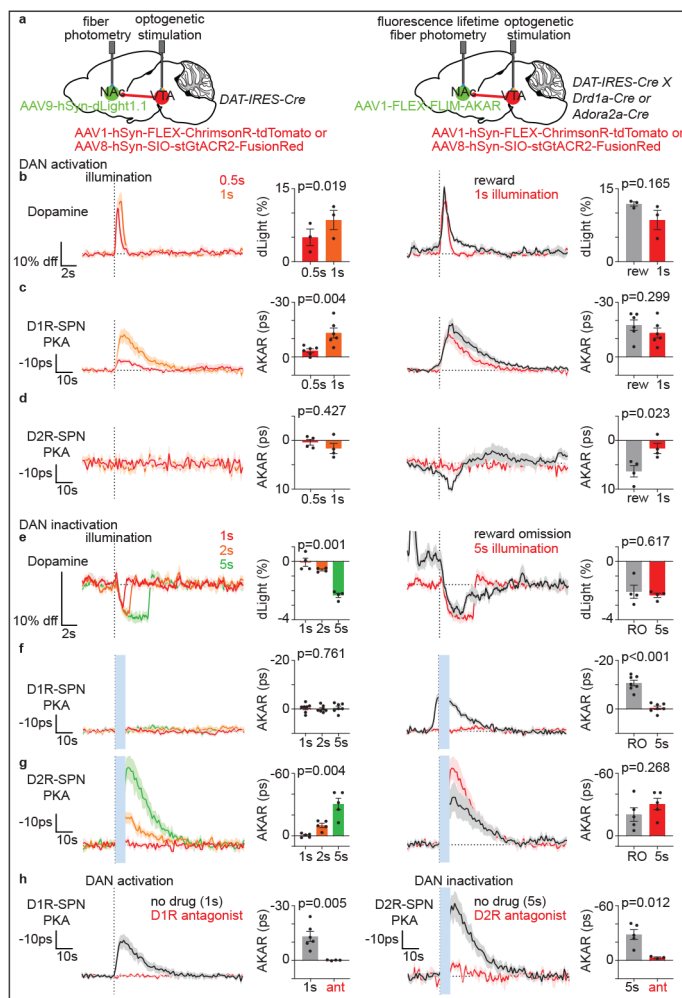 a
fiber photometry
optogenetic stimulation
NAc
VTA
AAV9-hSyn-dLight1.1
DAT-IRES-Cre
AAV1-hSyn-FLEX-ChrimsonR-tdTomato or
AAV8-hSyn-SIO-stGtACR2-FusionRed
fluorescence lifetime fiber photometry
optogenetic stimulation
NAc
VTA
AAV1-FLEX-FLIM-AKAR
DAT-IRES-Cre X
Drd1a-Cre or
Adora2a-Cre
AAV1-hSyn-FLEX-ChrimsonR-tdTomato or
AAV8-hSyn-SIO-stGtACR2-FusionRed
DAN activation
b
illumination
0.5s
1s
Dopamine
10% dff
2s
dLight (%)
15
0
p=0.019
0.5s 1s
reward
1s illumination
dLight (%)
15
0
p=0.165
rew 1s
c
D1R-SPN
PKA
-10ps
10s
AKAR (ps)
-30
0
p=0.004
0.5s 1s
AKAR (ps)
-30
0
p=0.299
rew 1s
d
D2R-SPN
PKA
-10ps
10s
AKAR (ps)
0
10
p=0.427
0.5s 1s
AKAR (ps)
0
10
p=0.023
rew 1s
DAN inactivation
e
illumination
1s
2s
5s
Dopamine
10% dff
2s
dLight (%)
0
-4
p=0.001
1s 2s 5s
reward omission
5s illumination
dLight (%)
0
-4
p=0.617
RO 5s
f
D1R-SPN
PKA
-10ps
10s
AKAR (ps)
-20
0
p=0.761
1s 2s 5s
AKAR (ps)
-20
0
p<0.001
RO 5s
g
D2R-SPN
PKA
-10ps
10s
AKAR (ps)
-60
0
p=0.004
1s 2s 5s
AKAR (ps)
-60
0
p=0.268
RO 5s
h
DAN activation
D1R-SPN
PKA
-10ps
10s
no drug (1s)
D1R antagonist
AKAR (ps)
-30
0
p=0.005
1s ant
DAN inactivation
D2R-SPN
PKA
-10ps
10s
no drug (5s)
D2R antagonist
AKAR (ps)
-60
0
p=0.012
5s ant